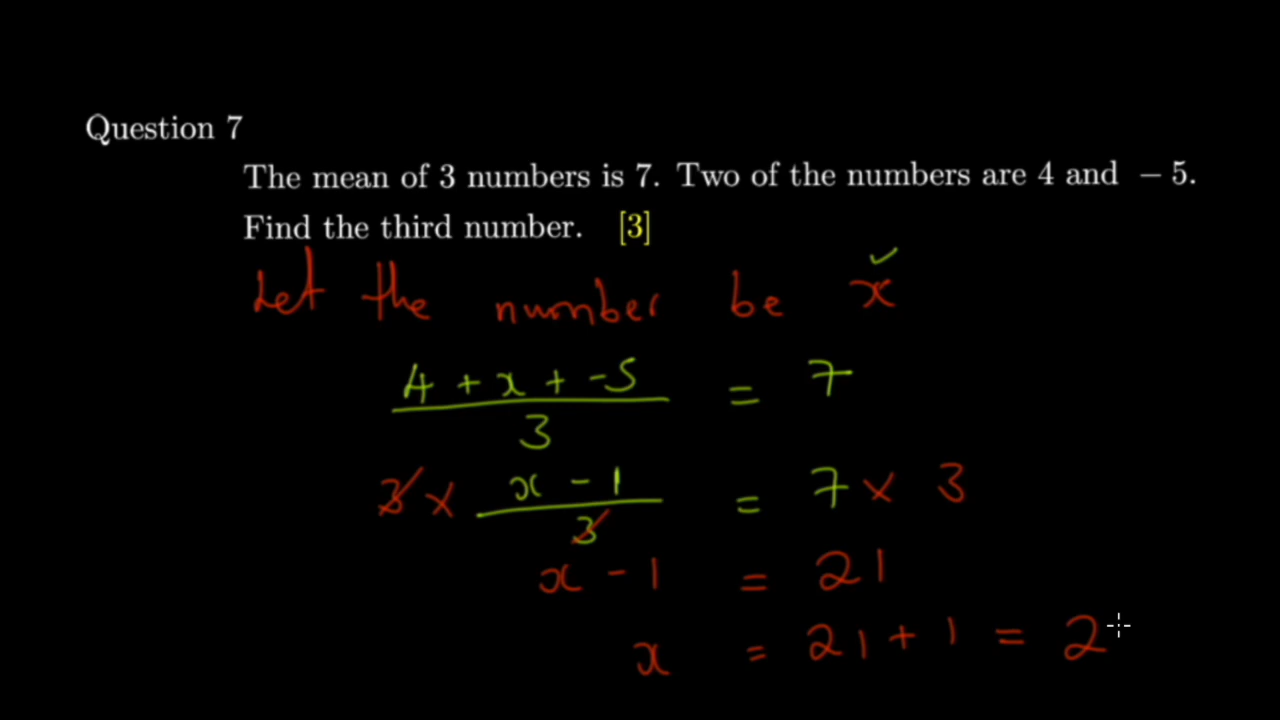 Question 7
The mean of 3 numbers is 7. Two of the numbers are 4 and − 5.
Find the third number. [3]
Let the number be x ✓
4 + x + -5 = 7
3
3 × x - 1 = 7 × 3
3
x - 1 = 21
x = 21 + 1 = 2